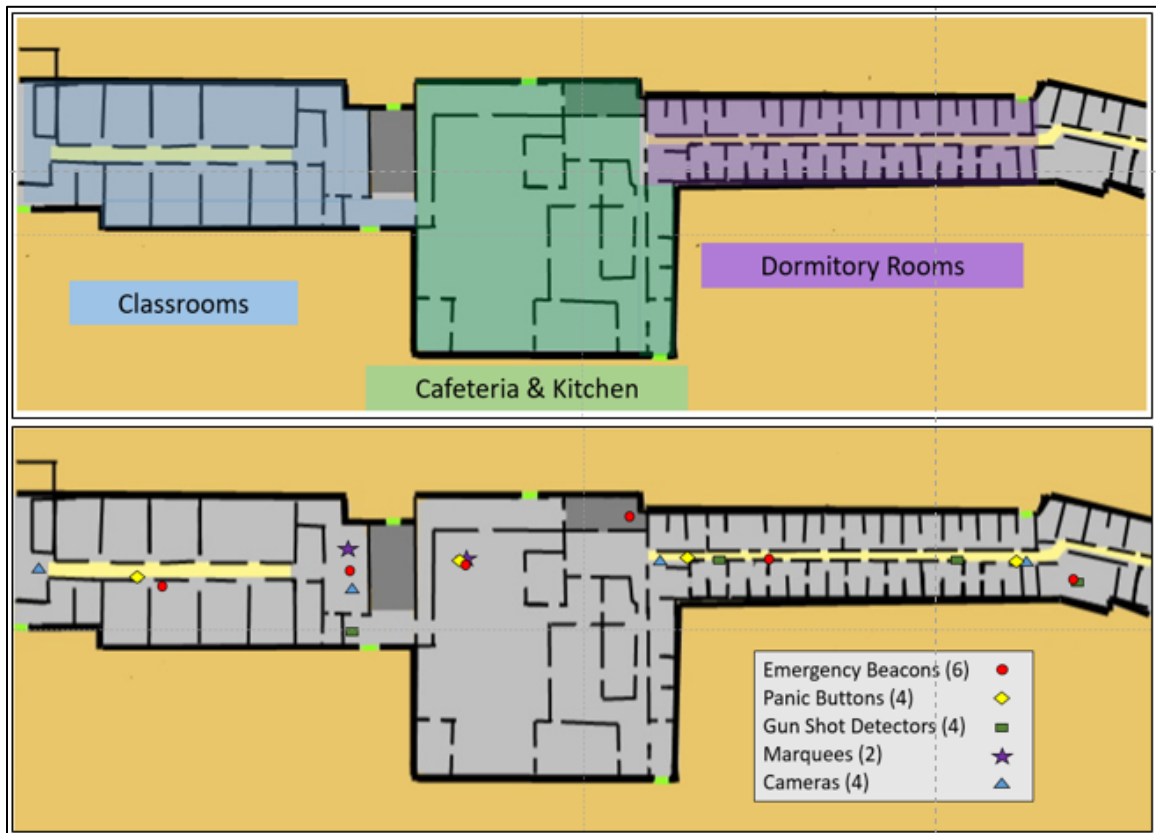 Classrooms
Cafeteria & Kitchen
Dormitory Rooms
Emergency Beacons (6)
Panic Buttons (4)
Gun Shot Detectors (4)
Marquees (2)
Cameras (4)